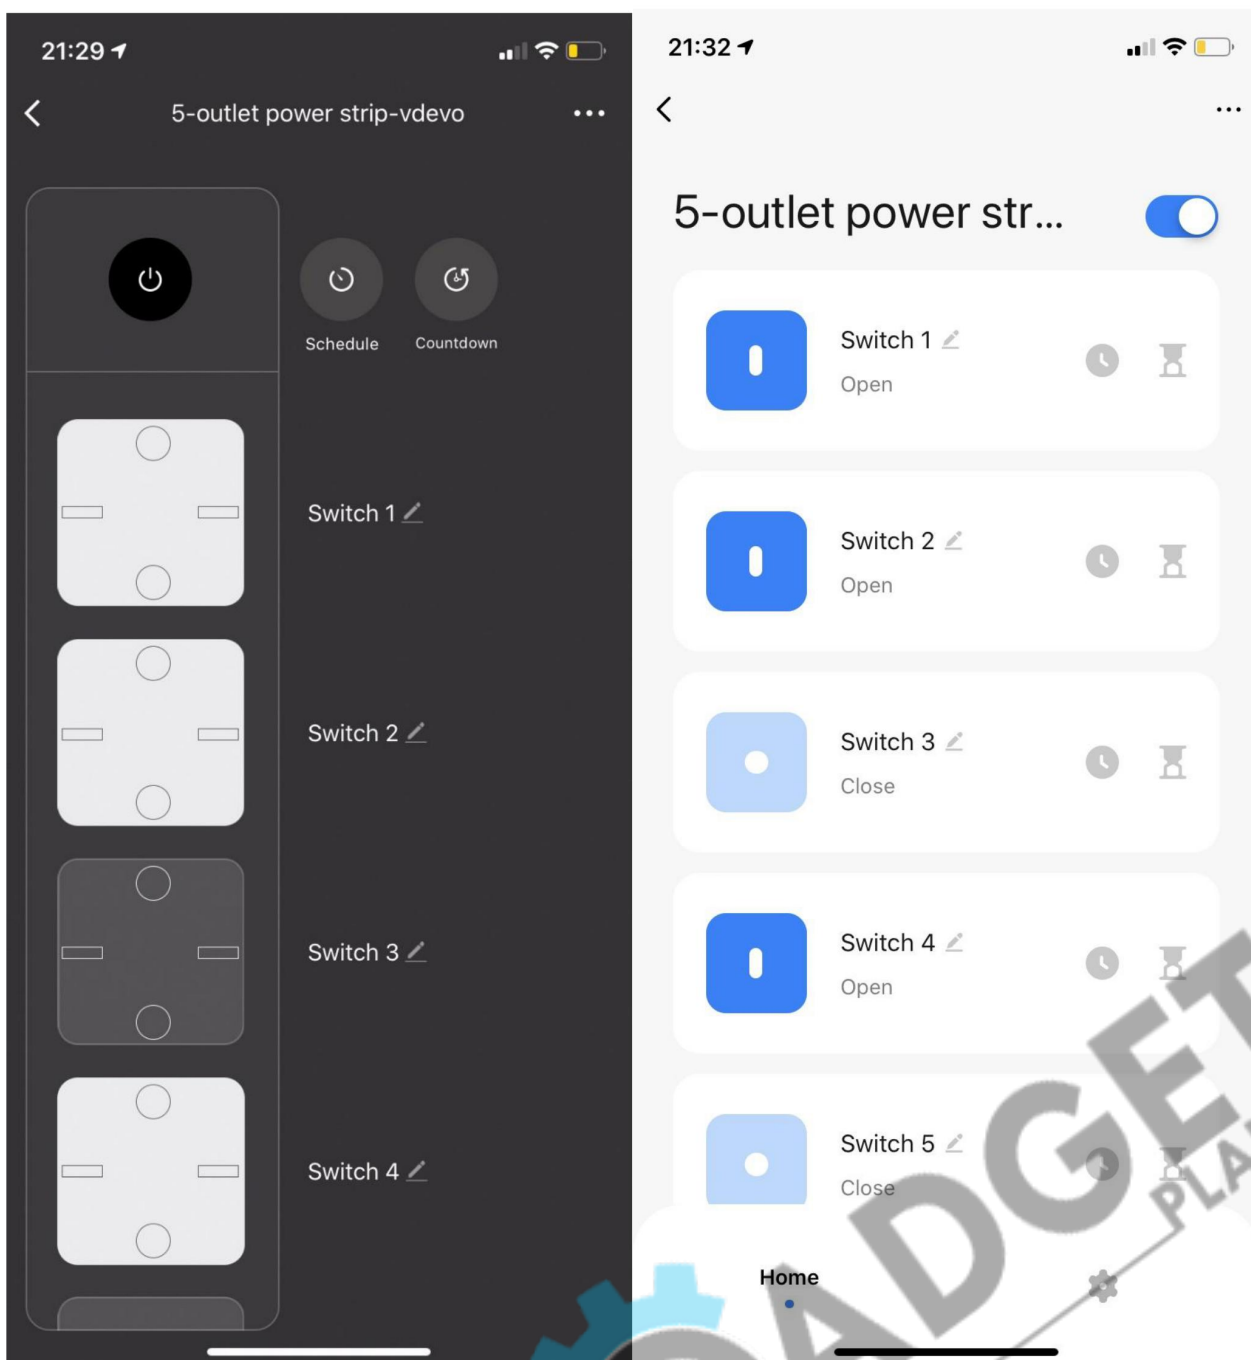 21:29
5-outlet power strip-vdevo
Schedule
Countdown
Switch 1
Switch 2
Switch 3
Switch 4
21:32
5-outlet power str...
Switch 1
Open
Switch 2
Open
Switch 3
Close
Switch 4
Open
Switch 5
Close
Home